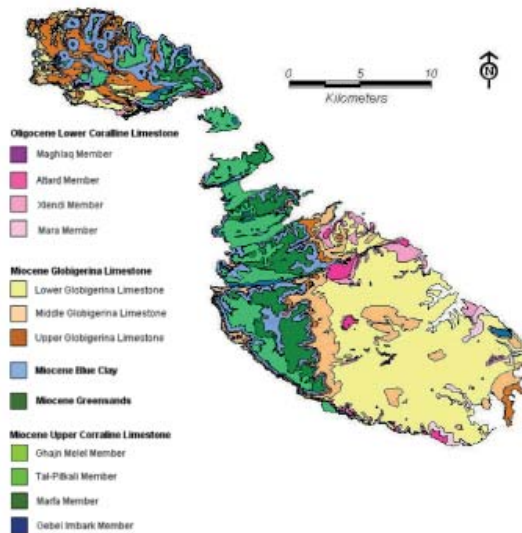 0 5 10
Kilometers
N
Oligocene Lower Coralline Limestone
Maghlaq Member
Attard Member
Xlendi Member
Mara Member
Miocene Globigerina Limestone
Lower Globigerina Limestone
Middle Globigerina Limestone
Upper Globigerina Limestone
Miocene Blue Clay
Miocene Greensands
Miocene Upper Corraline Limestone
Ghajn Melel Member
Tal-Pitkali Member
Marfa Member
Gebel Imbark Member